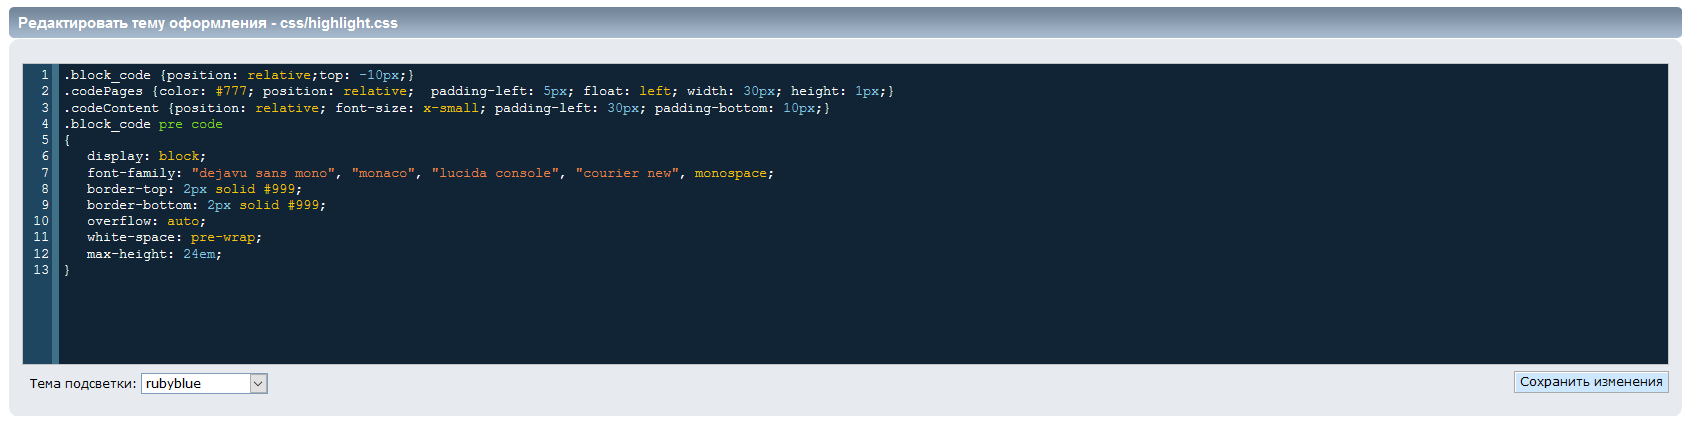 Редактировать тему оформления - css/highlight.css
1 .block_code {position: relative;top: -10px;}
2 .codePages {color: #777; position: relative;  padding-left: 5px; float: left; width: 30px; height: 1px;}
3 .codeContent {position: relative; font-size: x-small; padding-left: 30px; padding-bottom: 10px;}
4 .block_code pre code
5 {
6    display: block;
7    font-family: "dejavu sans mono", "monaco", "lucida console", "courier new", monospace;
8    border-top: 2px solid #999;
9    border-bottom: 2px solid #999;
10    overflow: auto;
11    white-space: pre-wrap;
12    max-height: 24em;
13 }
Тема подсветки: rubyblue Сохранить изменения